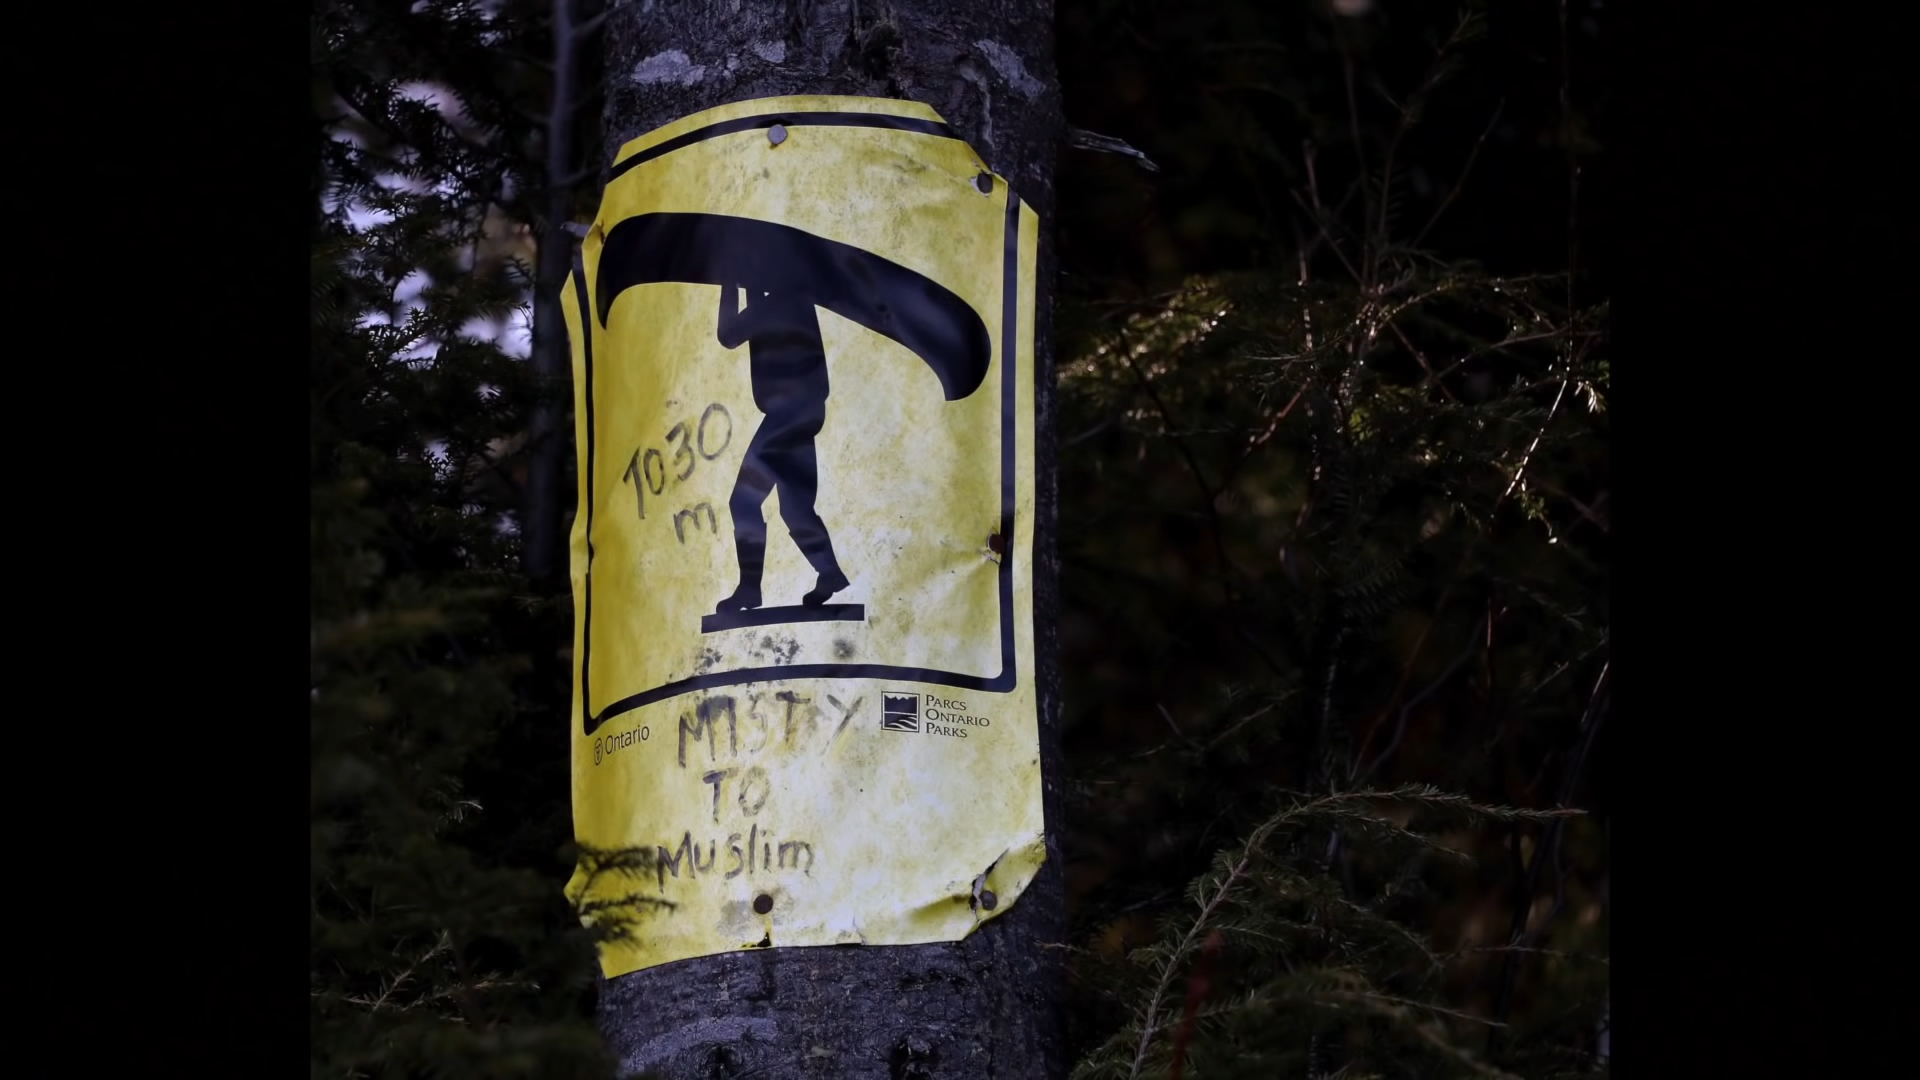 1030
m
MISTY
TO
Muslim
Ontario
PARCS
ONTARIO
PARKS